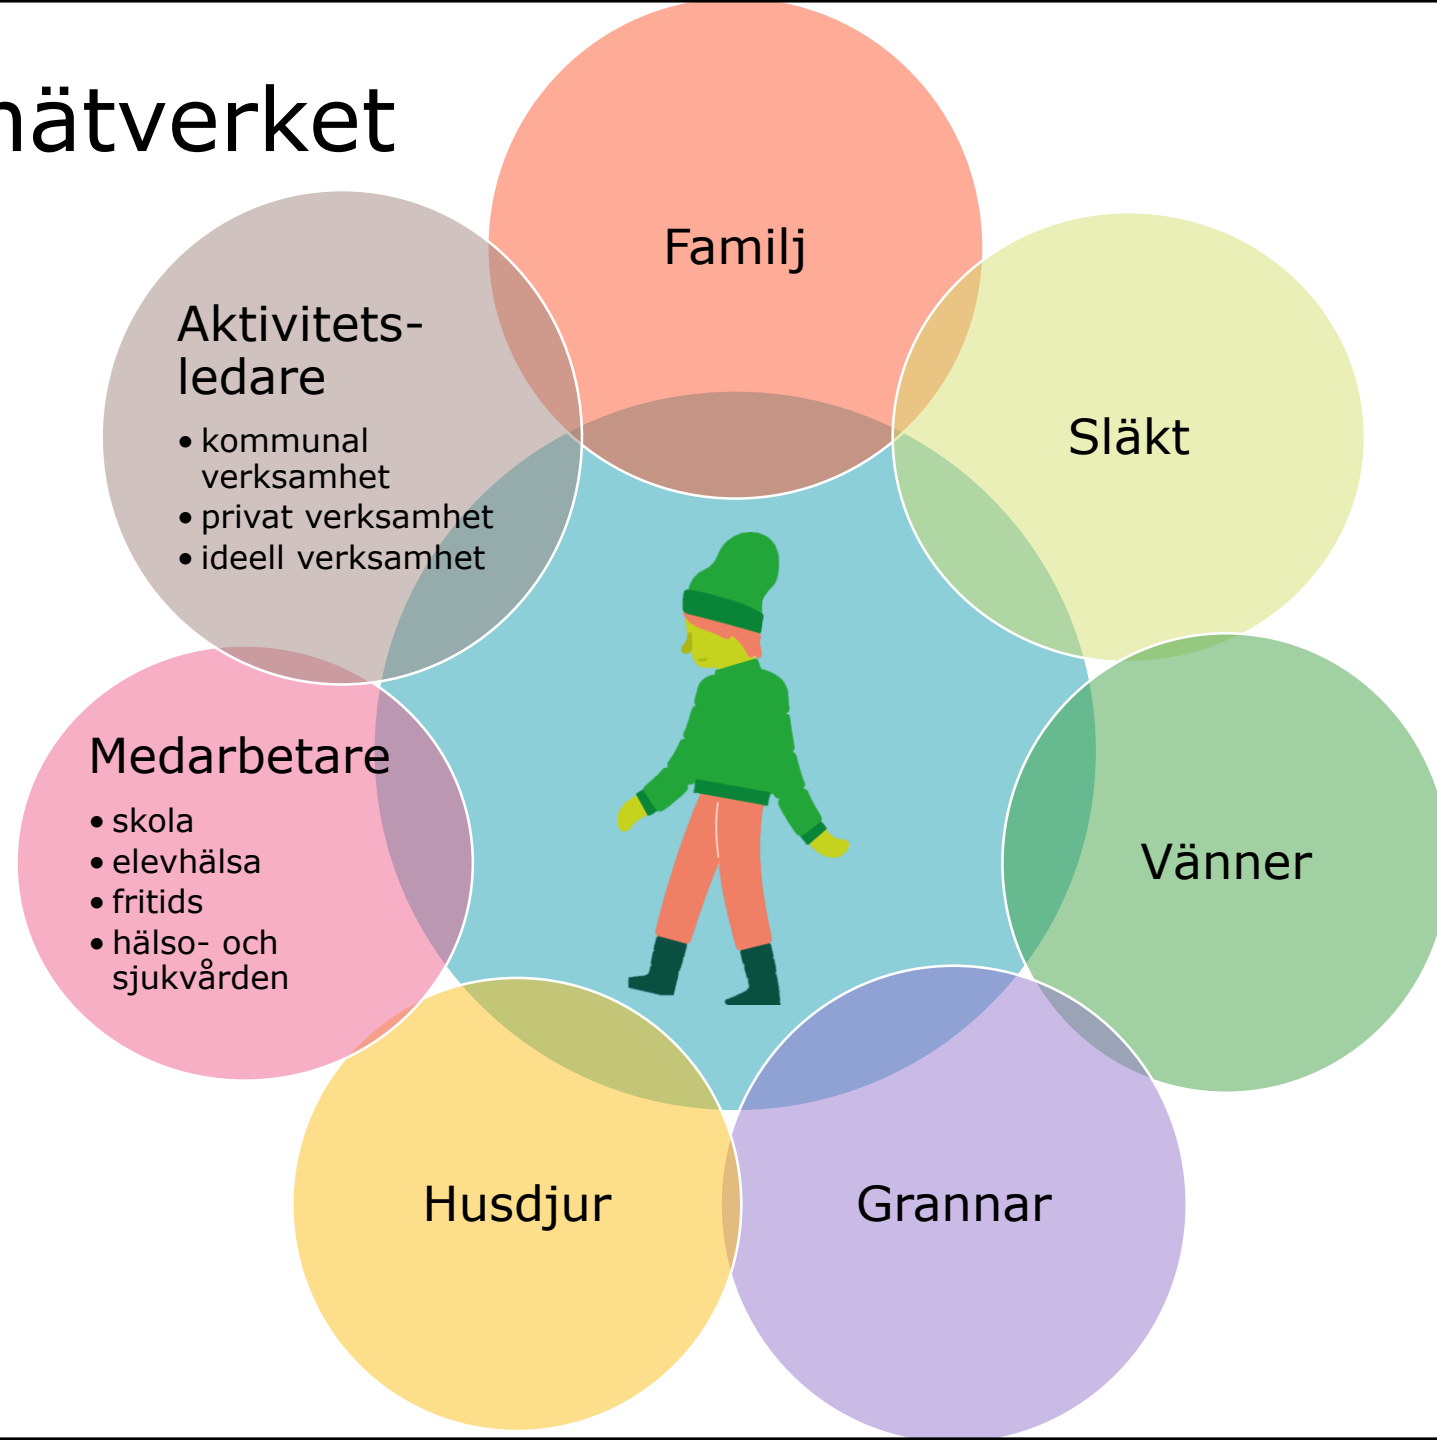 nätverket
Familj
Släkt
Vänner
Grannar
Husdjur
Medarbetare
• skola
• elevhälsa
• fritids
• hälso- och
sjukvården
Aktivitets-
ledare
• kommunal
verksamhet
• privat verksamhet
• ideell verksamhet